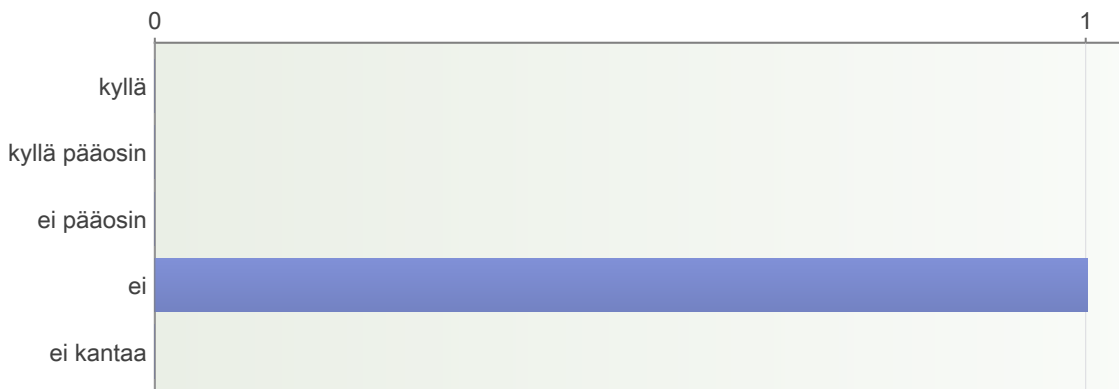 0 1
kyllä
kyllä pääosin
ei pääosin
ei
ei kantaa